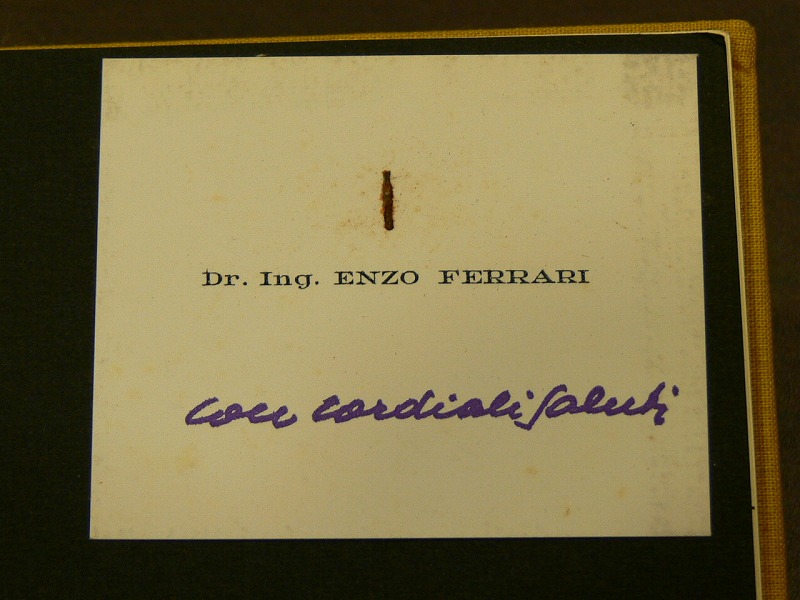 Dr. Ing. ENZO FERRARI
con cordiali saluti